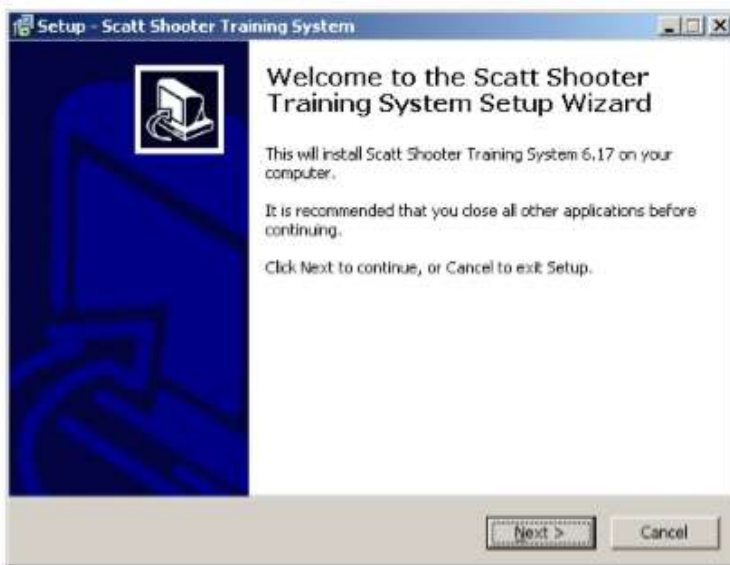 Setup - Scatt Shooter Training System
Welcome to the Scatt Shooter
Training System Setup Wizard
This will install Scatt Shooter Training System 6.17 on your
computer.
It is recommended that you close all other applications before
continuing.
Click Next to continue, or Cancel to exit Setup.
Next >
Cancel